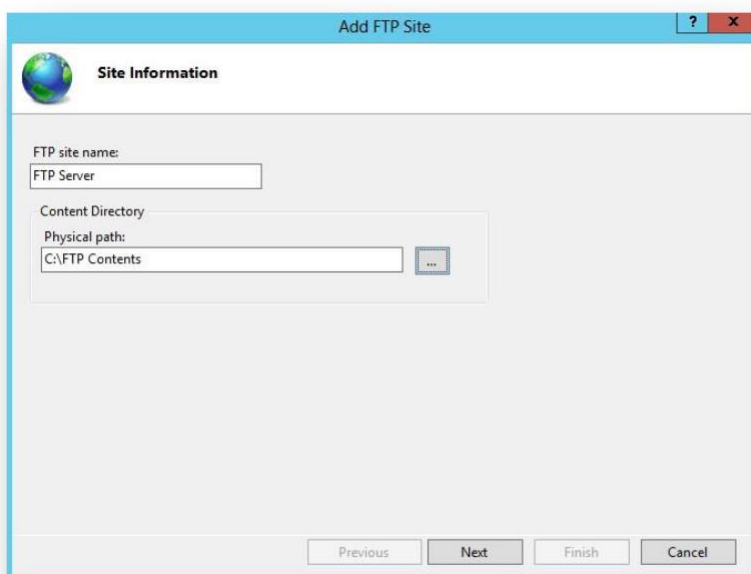 Add FTP Site
? x
Site Information
FTP site name:
FTP Server
Content Directory
Physical path:
C:\FTP Contents
...
Previous Next Finish Cancel